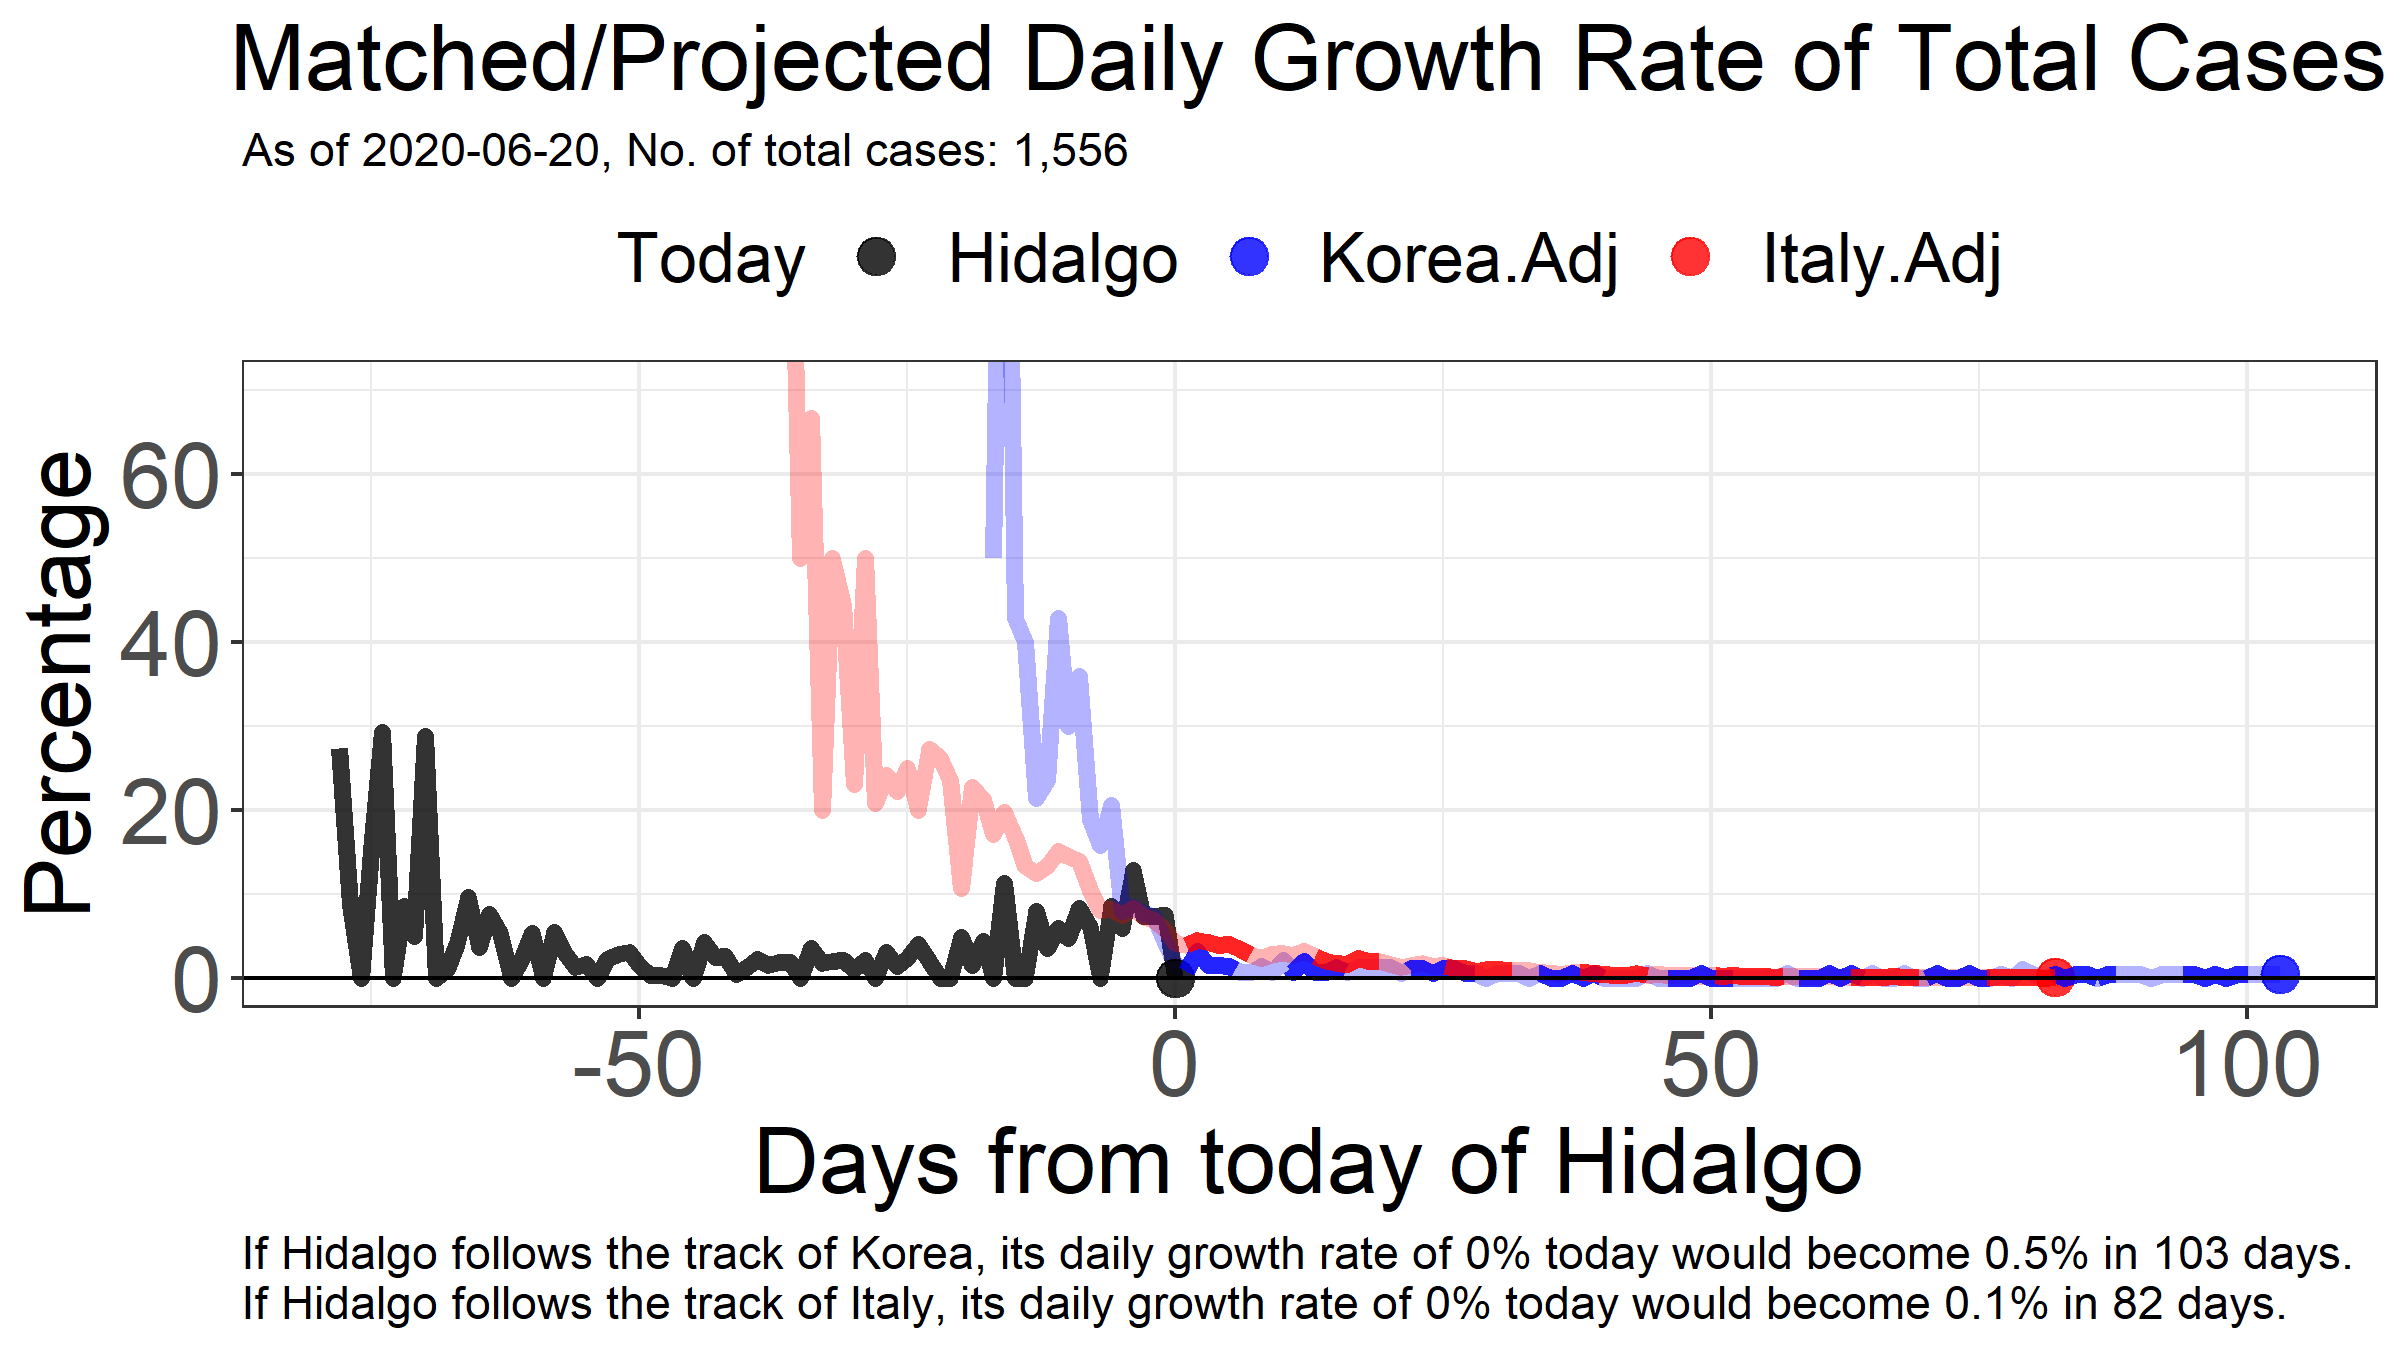 Matched/Projected Daily Growth Rate of Total Cases
As of 2020-06-20, No. of total cases: 1,556
Today Hidalgo Korea.Adj Italy.Adj
Percentage
60
40
20
0
-50 0 50 100
Days from today of Hidalgo
If Hidalgo follows the track of Korea, its daily growth rate of 0% today would become 0.5% in 103 days.
If Hidalgo follows the track of Italy, its daily growth rate of 0% today would become 0.1% in 82 days.